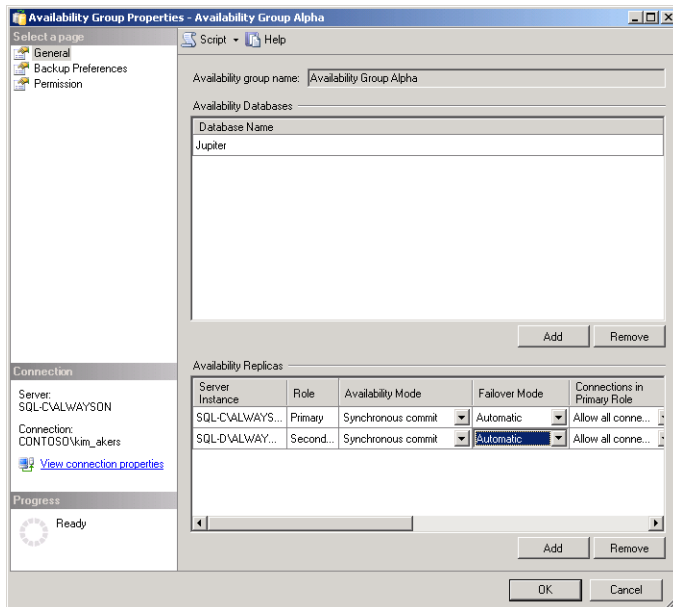 Availability Group Properties - Availability Group Alpha
Select a page
General
Backup Preferences
Permission
Script Help
Availability group name: Availability Group Alpha
Availability Databases
Database Name
Jupiter
Add Remove
Connection
Server:
SQL-C\ALWAYSON
Connection:
CONTOSO\kim_akers
View connection properties
Progress
Ready
Availability Replicas
Server Instance Role Availability Mode Failover Mode Connections in Primary Role
SQL-C\ALWAYS... Primary Synchronous commit Automatic Allow all conne...
SQL-D\ALWAY... Second... Synchronous commit Automatic Allow all conne...
Add Remove
OK Cancel